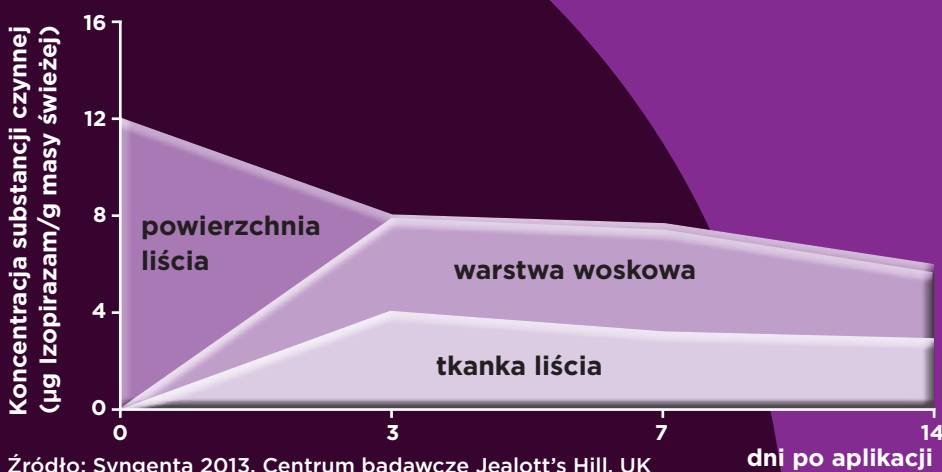 Koncentracja substancji czynnej
(μg Izopirazam/g masy świeżej)
16
12
8
4
0
powierzchnia
liścia
warstwa woskowa
tkanka liścia
0 3 7 14
dni po aplikacji
Źródło: Syngenta 2013, Centrum badawcze Jealott's Hill, UK